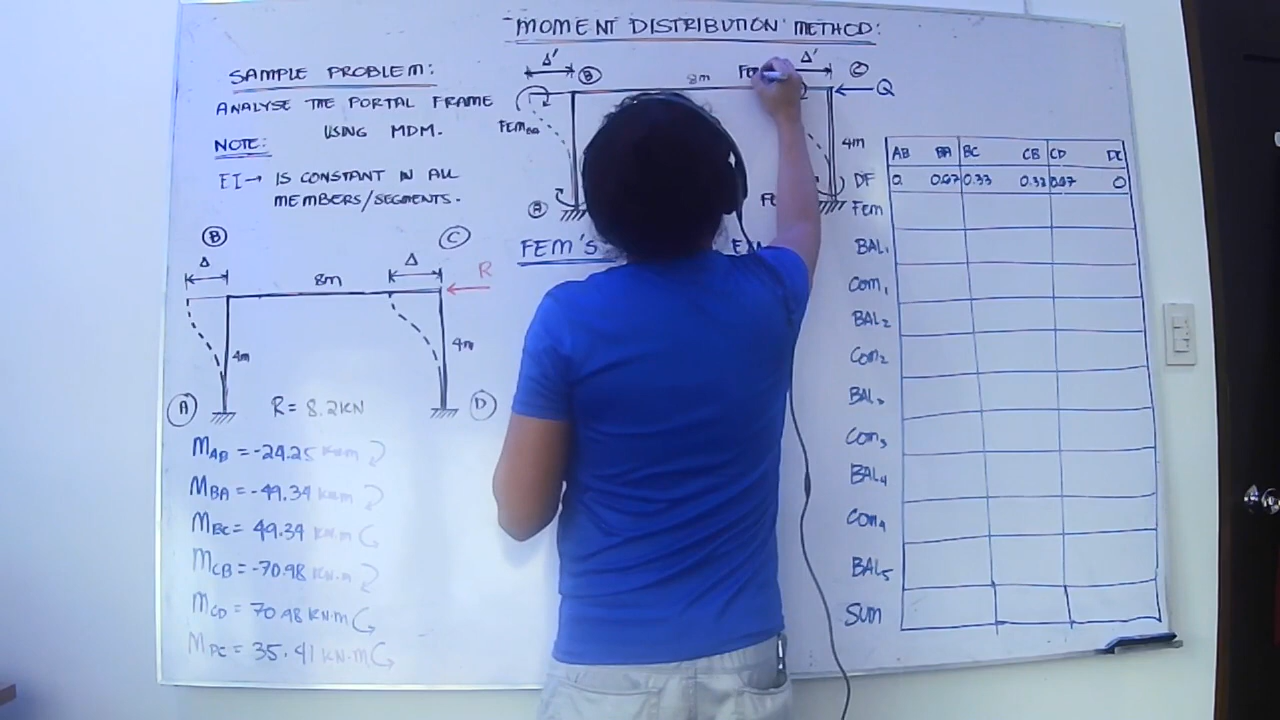 MOMENT DISTRIBUTION METHOD:
SAMPLE PROBLEM:
ANALYSE THE PORTAL FRAME
USING MDM.
NOTE:
EI→ IS CONSTANT IN ALL
MEMBERS/SEGMENTS.
B
C
Δ
Δ
8m
R
4m
4m
A
D
R= 8.2KN
MAB = -24.25 KN.m
MBA = -49.34 KN.m
MBC= 49.34 KN.m
MCB= -70.98 KN.m
MCD= 70.98 KN.m
MDC= 35.41 KN.m
Δ'
B
8m
Δ'
C
Q
FEMBA
4m
A
FEM'S
AB BA BC CB CD DC
DF 0. 0.67 0.33 0.33 0.67 0
FEM
BAL1
COM1
BAL2
COM2
BAL3
COM3
BAL4
COM4
BAL5
SUM